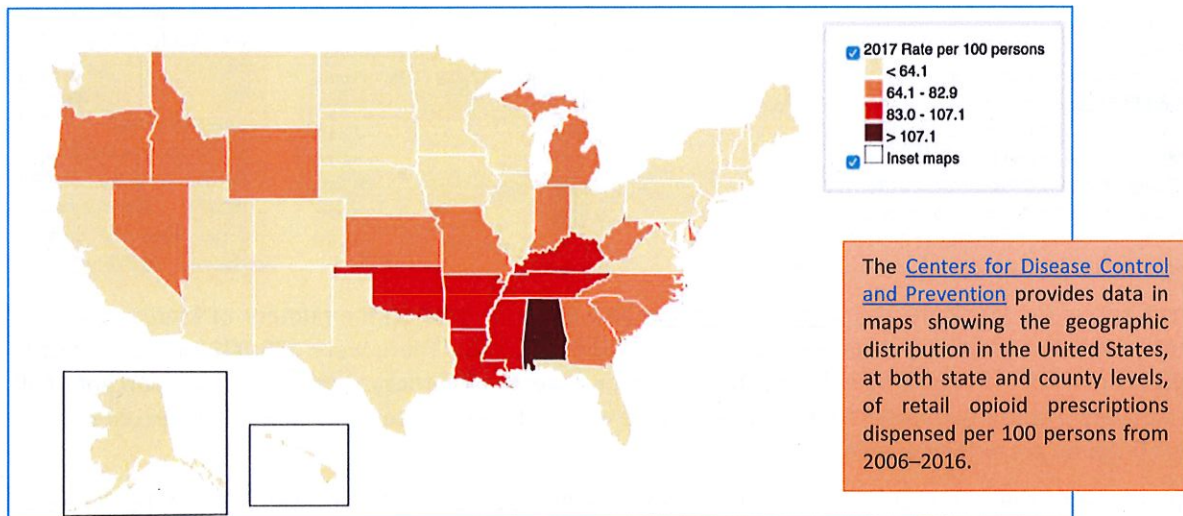 2017 Rate per 100 persons
< 64.1
64.1 - 82.9
83.0 - 107.1
> 107.1
Inset maps
The Centers for Disease Control
and Prevention provides data in
maps showing the geographic
distribution in the United States,
at both state and county levels,
of retail opioid prescriptions
dispensed per 100 persons from
2006–2016.